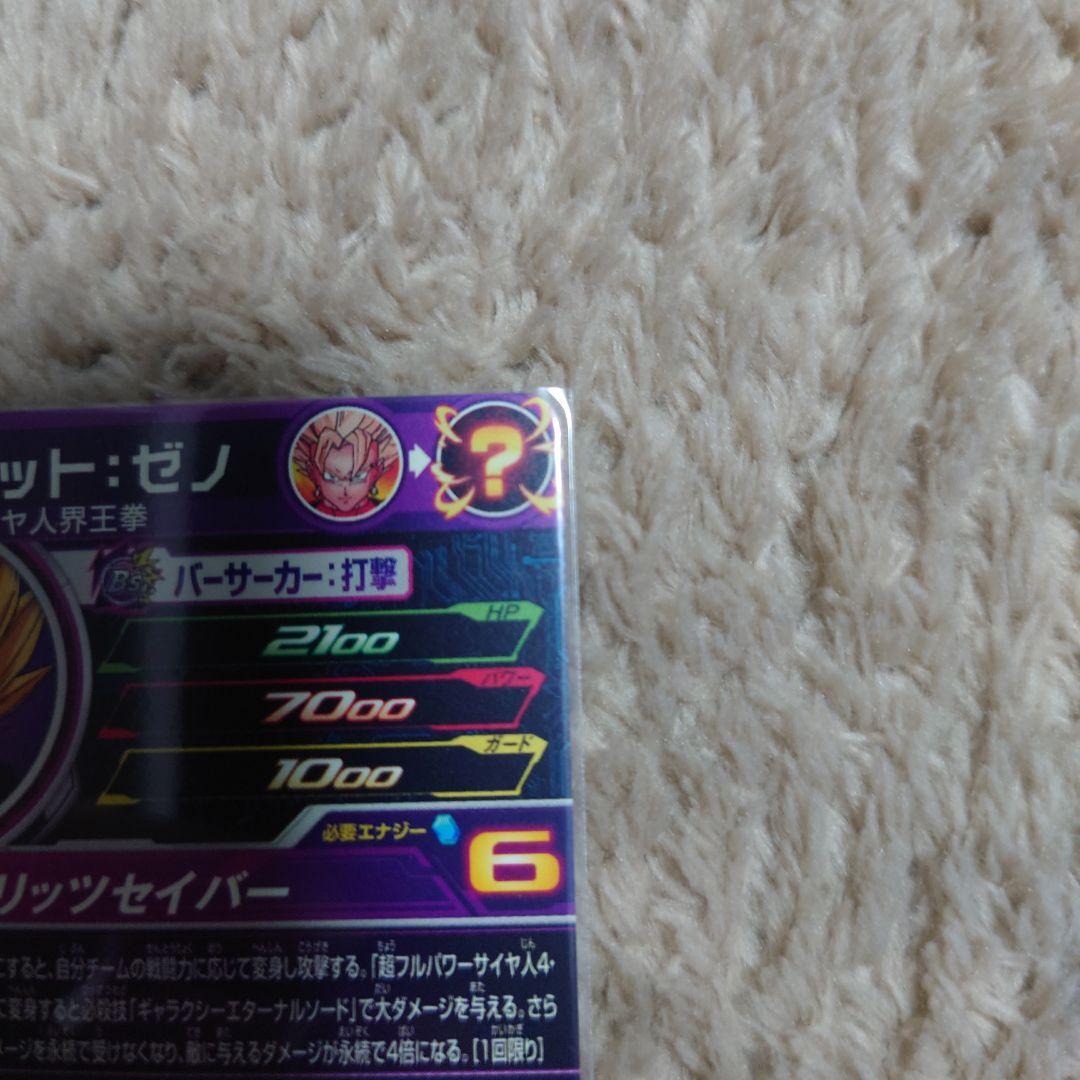 ット：ゼノ
?
ヤ人界王拳
BS
バーサーカー：打撃
HP
2100
パワー
7000
ガード
1000
必要エナジー
6
リッツセイバー
にすると、自分チームの戦闘力に応じて変身し攻撃する。「超フルパワーサイヤ人4・
に変身すると必殺技「ギャラクシーエターナルソード」で大ダメージを与える。さら
メージを永続で受けなくなり、敵に与えるダメージが永続で4倍になる。[1回限り]